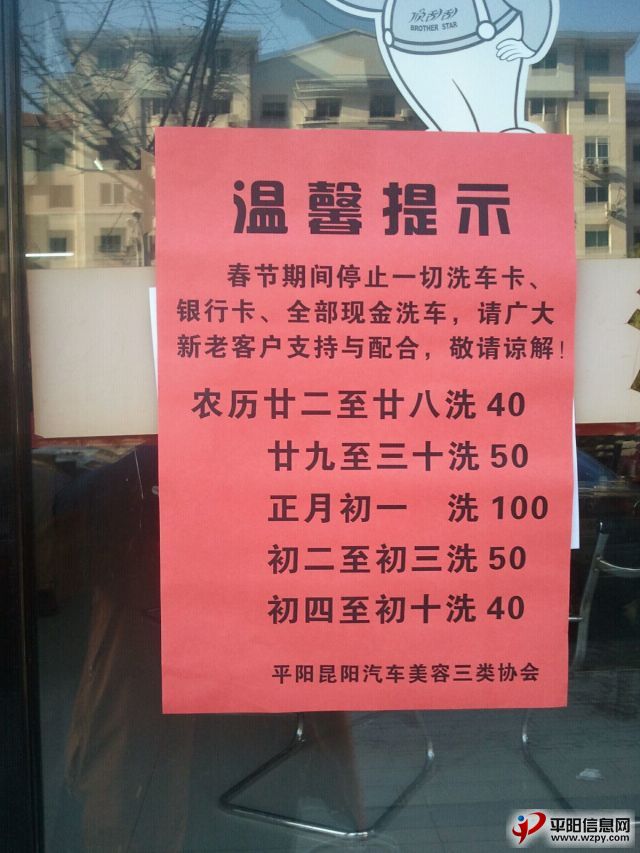 BROTHER STAR
温馨提示
春节期间停止一切洗车卡、
银行卡、全部现金洗车，请广大
新老客户支持与配合，敬请谅解！
农历廿二至廿八洗 40
廿九至三十洗 50
正月初一 洗 100
初二至初三洗 50
初四至初十洗 40
平阳昆阳汽车美容三类协会
平阳信息网
www.wzpy.com